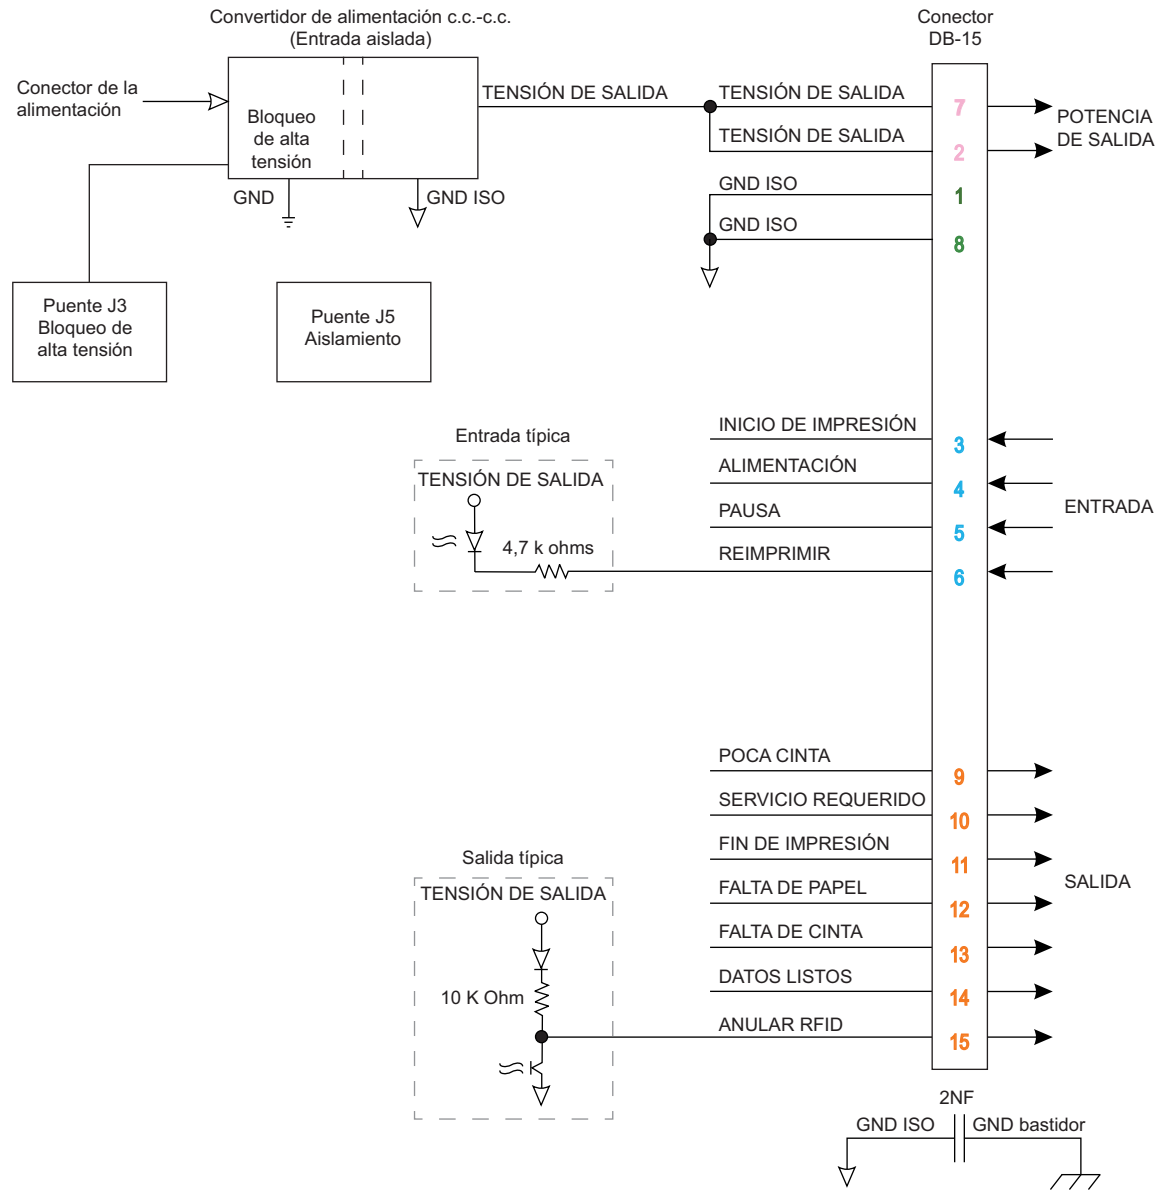 Convertidor de alimentación c.c.-c.c.
(Entrada aislada)
Conector
DB-15
Conector de la
alimentación
Bloqueo
de alta
tensión
TENSIÓN DE SALIDA
TENSIÓN DE SALIDA
7
POTENCIA
DE SALIDA
TENSIÓN DE SALIDA
2
GND
GND ISO
GND ISO
1
GND ISO
8
Puente J3
Bloqueo de
alta tensión
Puente J5
Aislamiento
INICIO DE IMPRESIÓN
3
Entrada típica
ALIMENTACIÓN
4
TENSIÓN DE SALIDA
PAUSA
5
ENTRADA
4,7 k ohms
REIMPRIMIR
6
POCA CINTA
9
SERVICIO REQUERIDO
10
FIN DE IMPRESIÓN
11
Salida típica
SALIDA
TENSIÓN DE SALIDA
FALTA DE PAPEL
12
FALTA DE CINTA
13
DATOS LISTOS
14
10 K Ohm
ANULAR RFID
15
2NF
GND ISO
GND bastidor